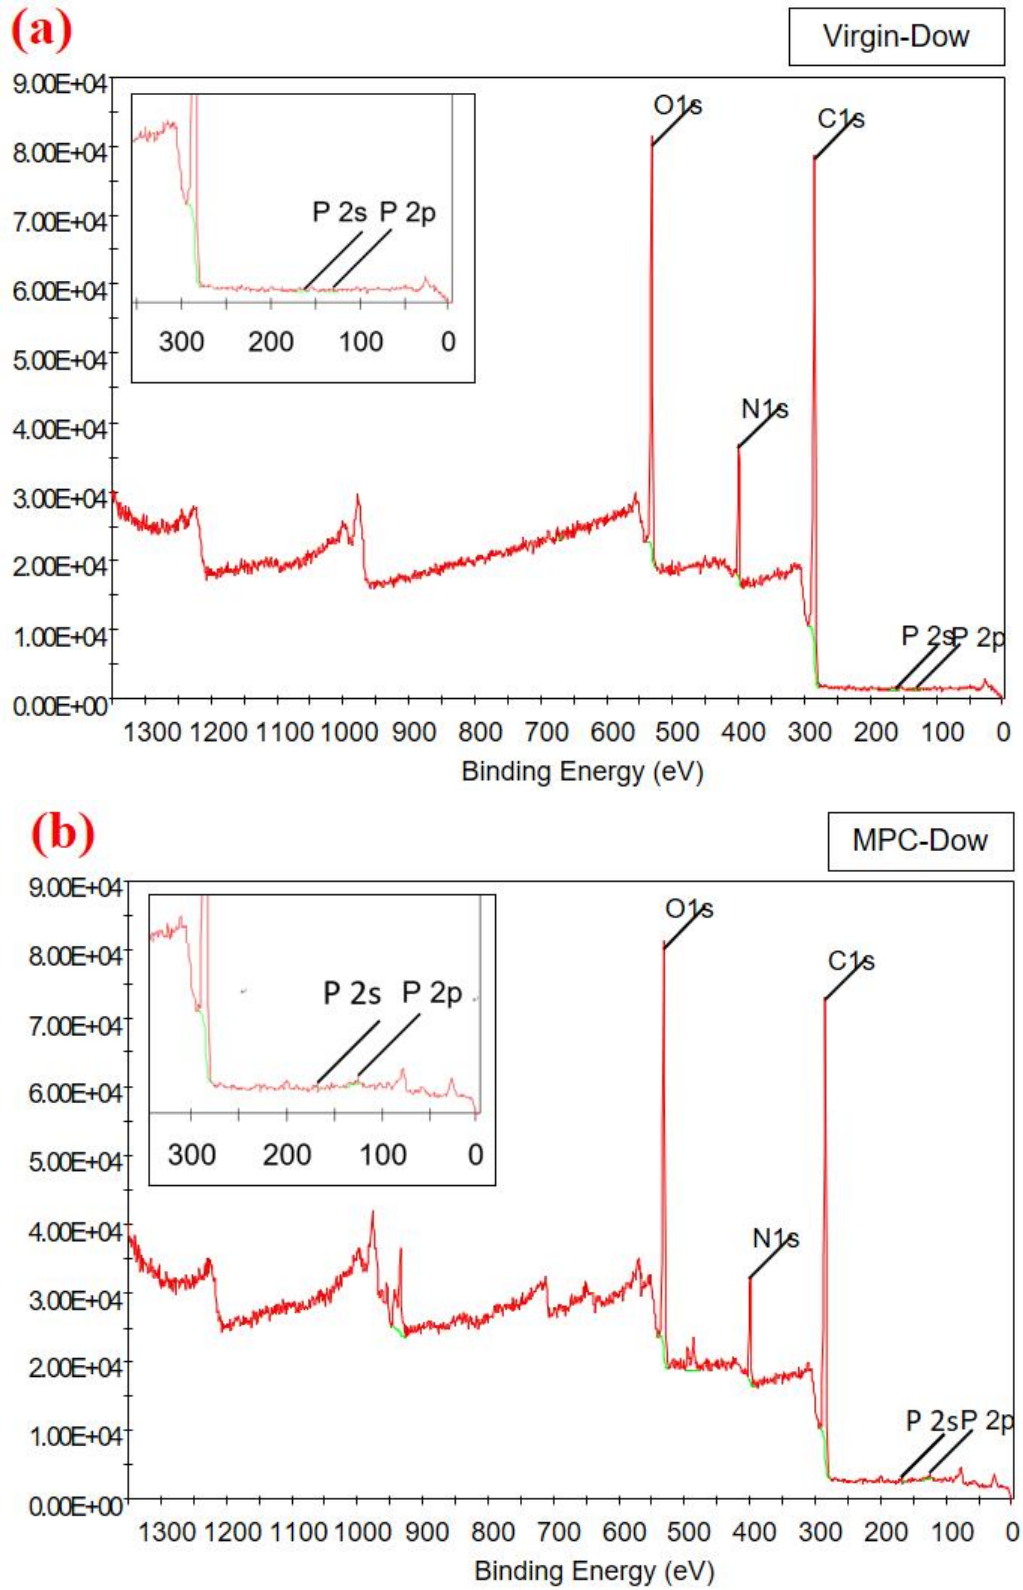 (a)
Virgin-Dow
9.00E+04
8.00E+04
7.00E+04
6.00E+04
5.00E+04
4.00E+04
3.00E+04
2.00E+04
1.00E+04
0.00E+00
O1s
C1s
N1s
P 2s P 2p
P 2s P 2p
300 200 100 0
1300 1200 1100 1000 900 800 700 600 500 400 300 200 100 0
Binding Energy (eV)
(b)
MPC-Dow
9.00E+04
8.00E+04
7.00E+04
6.00E+04
5.00E+04
4.00E+04
3.00E+04
2.00E+04
1.00E+04
0.00E+00
O1s
C1s
N1s
P 2s P 2p
P 2s P 2p
300 200 100 0
1300 1200 1100 1000 900 800 700 600 500 400 300 200 100 0
Binding Energy (eV)